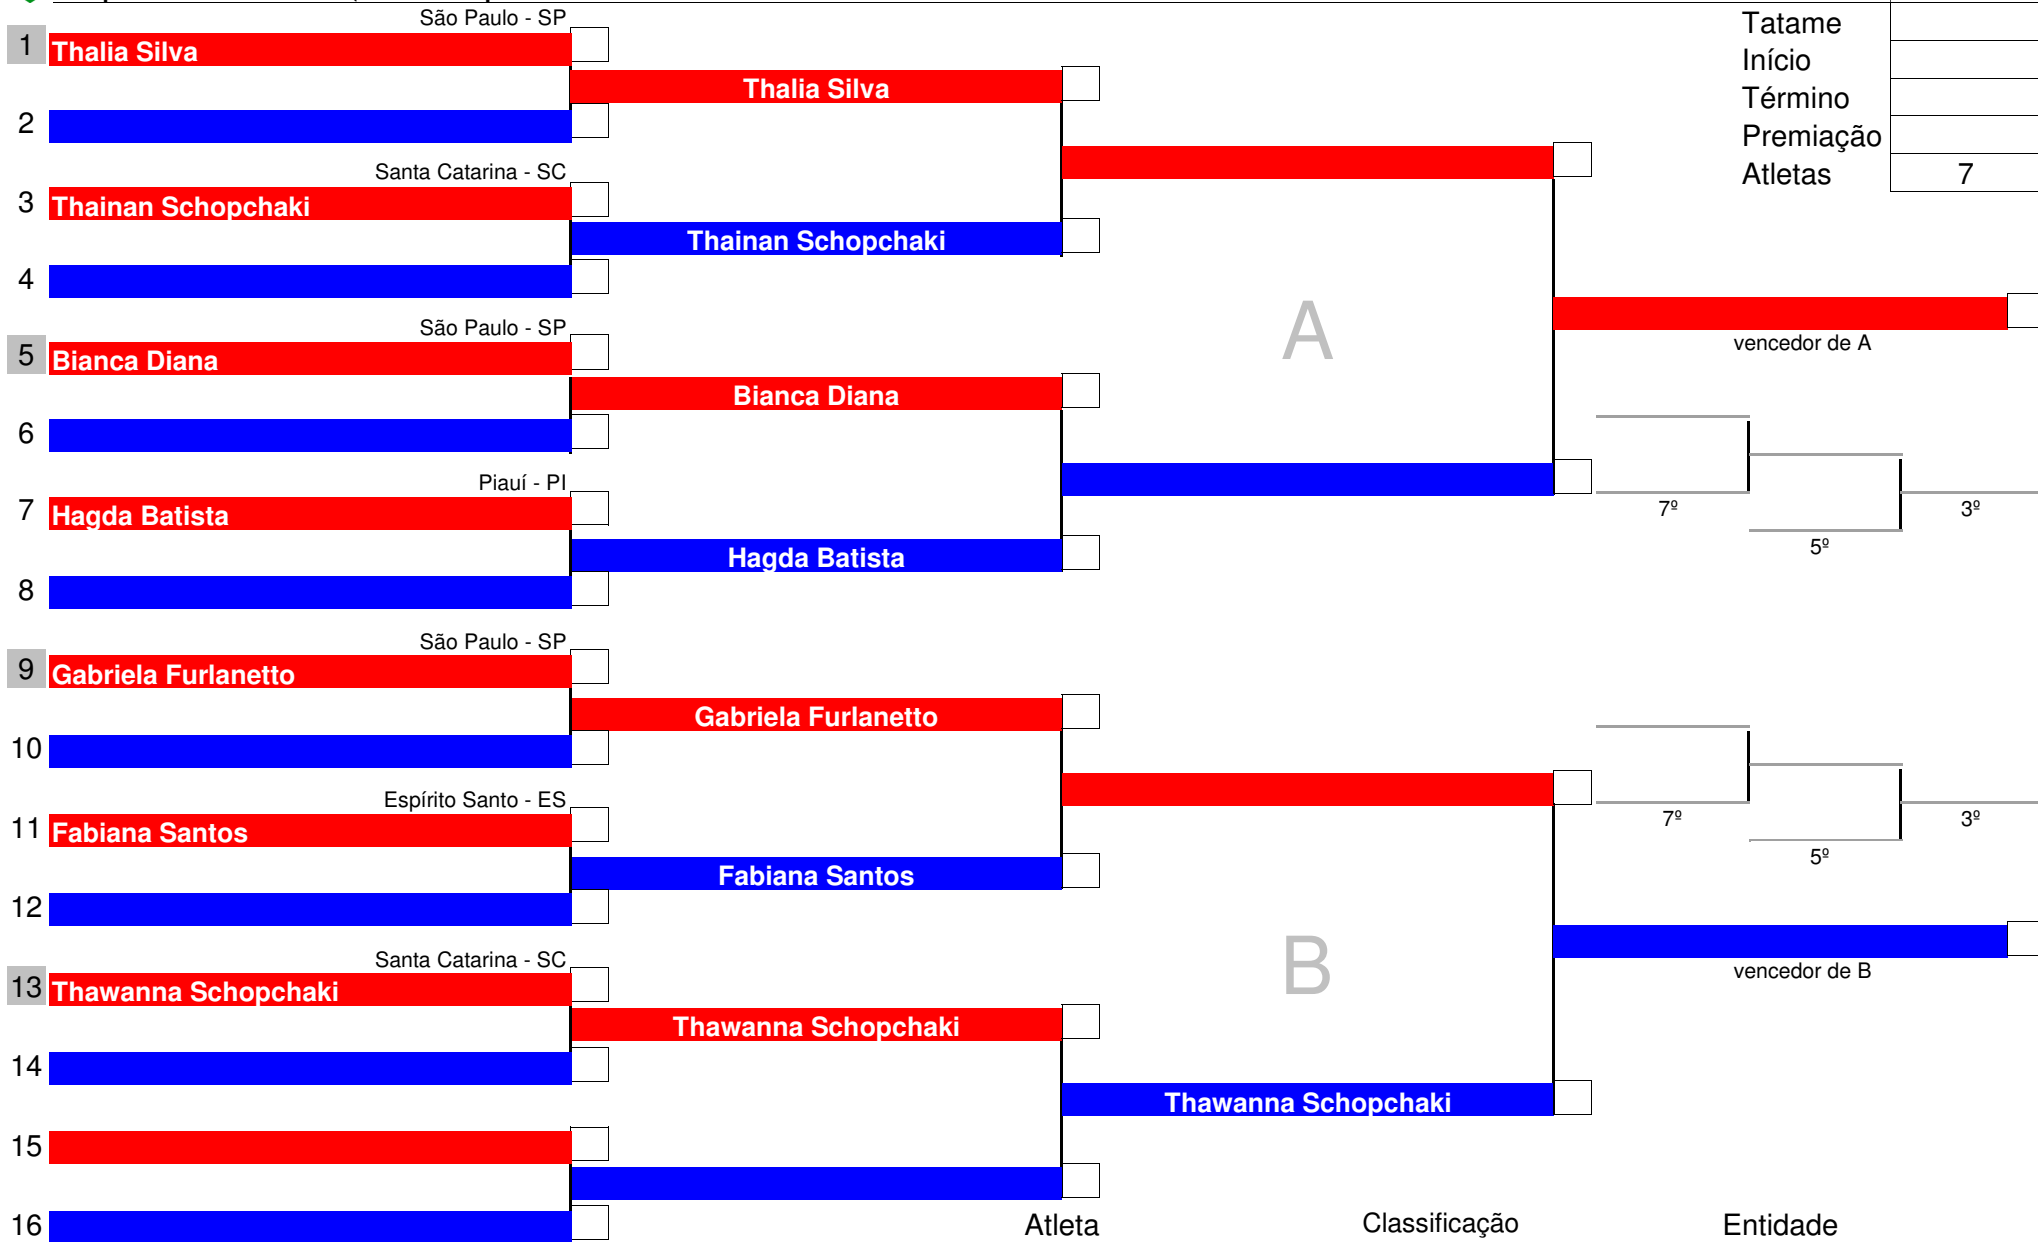 São Paulo - SP
Tatame
1 Thalia Silva
Início
Thalia Silva
Término
2
Premiação
Santa Catarina - SC
Atletas 7
3 Thainan Schopchaki
Thainan Schopchaki
4
São Paulo - SP
A
vencedor de A
5 Bianca Diana
Bianca Diana
6
Piauí - PI
7 Hagda Batista
7º 3º
5º
Hagda Batista
8
São Paulo - SP
9 Gabriela Furlanetto
Gabriela Furlanetto
10
Espírito Santo - ES
11 Fabiana Santos
7º 3º
5º
Fabiana Santos
12
Santa Catarina - SC
B
vencedor de B
13 Thawanna Schopchaki
Thawanna Schopchaki
14
Thawanna Schopchaki
15
16
Atleta Classificação Entidade